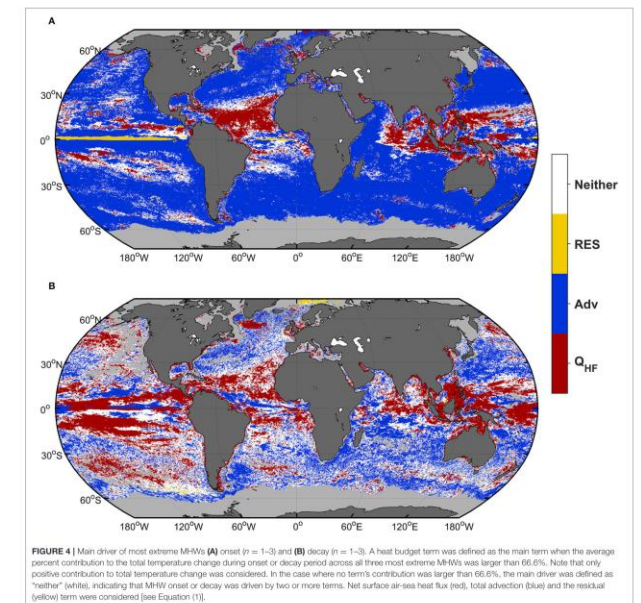 A
60°N
30°N
0°
30°S
60°S
180°W 120°W 60°W 0° 60°E 120°E 180°W
Neither
RES
Adv
Q_HF
B
60°N
30°N
0°
30°S
60°S
180°W 120°W 60°W 0° 60°E 120°E 180°W
FIGURE 4 | Main driver of most extreme MHWs (A) onset (n = 1–3) and (B) decay (n = 1–3). A heat budget term was defined as the main term when the average
percent contribution to the total temperature change during onset or decay period across all three most extreme MHWs was larger than 66.6%. Note that only
positive contribution to total temperature change was considered. In the case where no term's contribution was larger than 66.6%, the main driver was defined as
"neither" (white), indicating that MHW onset or decay was driven by two or more terms. Net surface air-sea heat flux (red), total advection (blue) and the residual
(yellow) term were considered [see Equation (1)].